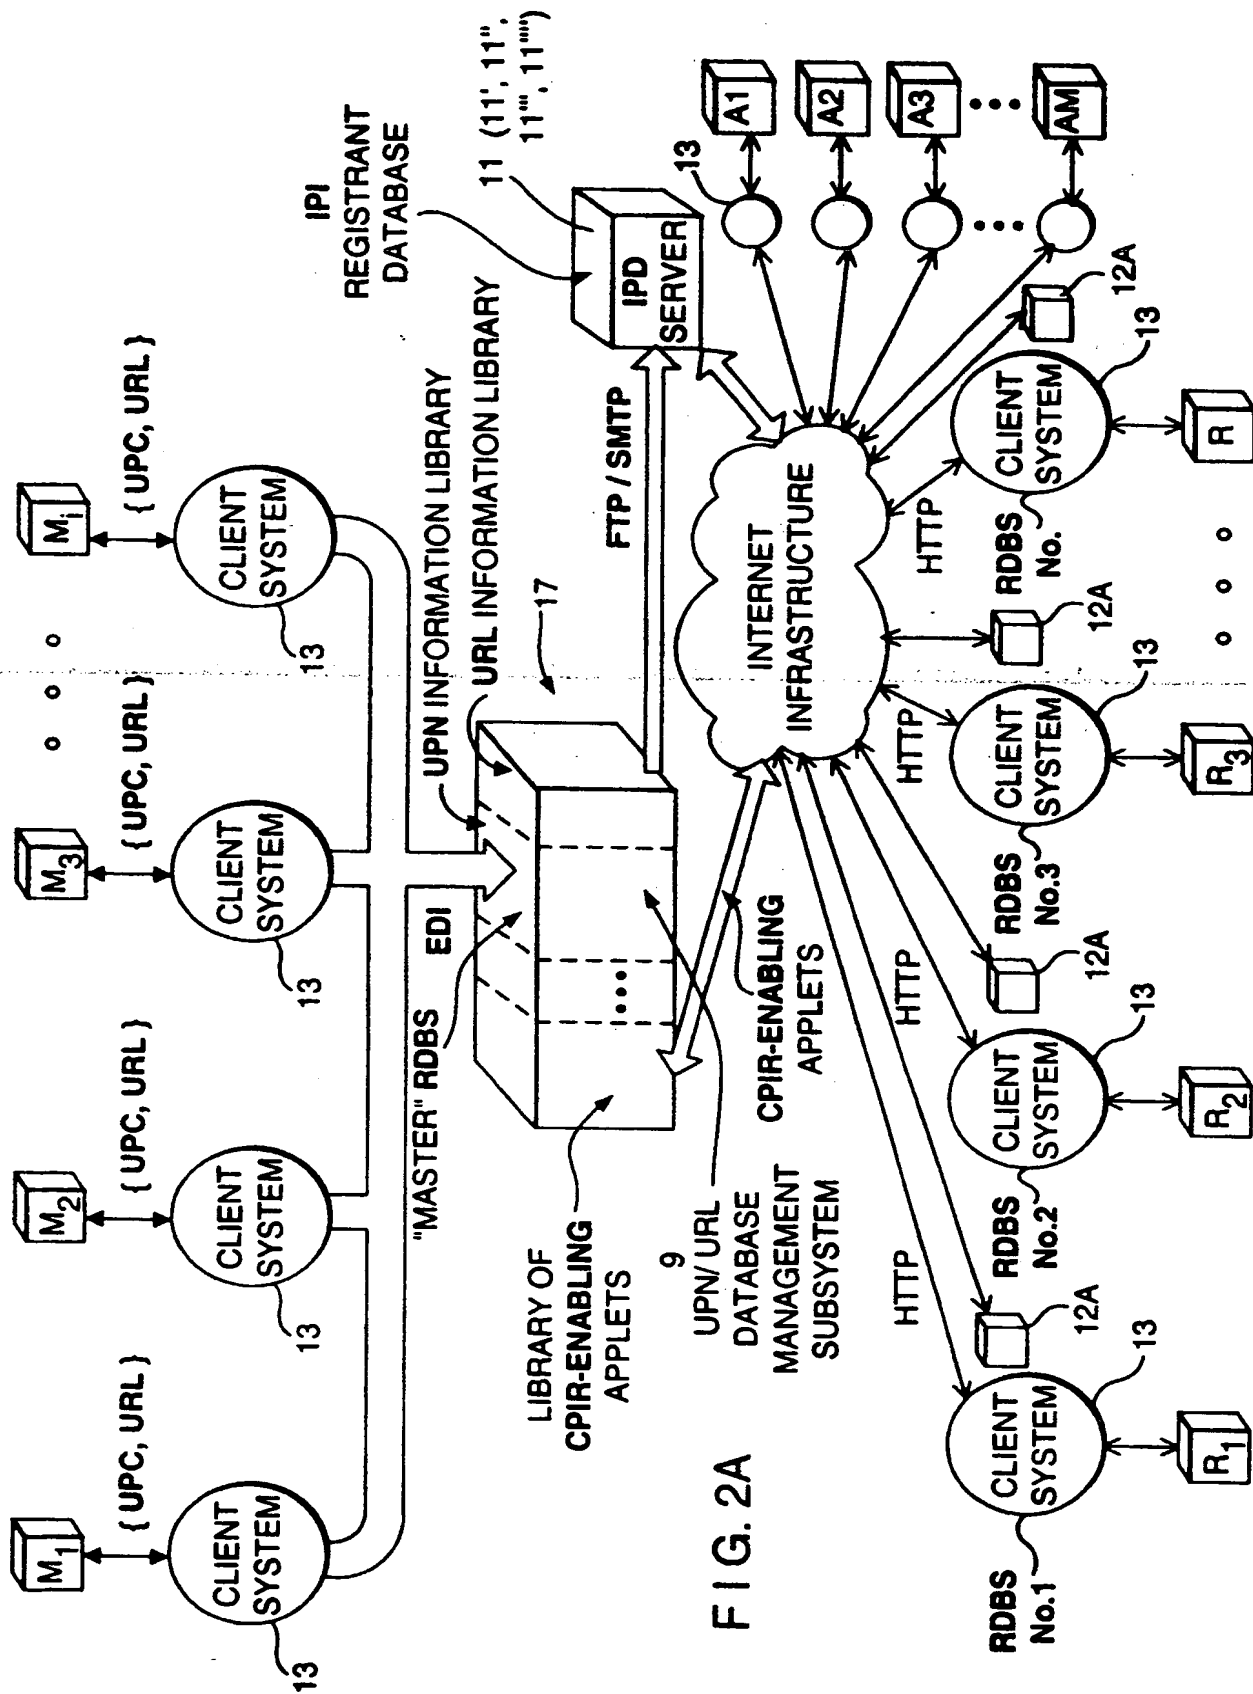 M1
{ UPC, URL }
CLIENT
SYSTEM
13
M2
{ UPC, URL }
CLIENT
SYSTEM
13
M3
{ UPC, URL }
CLIENT
SYSTEM
13
Mi
{ UPC, URL }
CLIENT
SYSTEM
13
"MASTER" RDBS
EDI
UPN INFORMATION LIBRARY
URL INFORMATION LIBRARY
17
IPI
REGISTRANT
DATABASE
11 (11', 11'',
11''', 11'''')
IPD
SERVER
FTP / SMTP
LIBRARY OF
CPIR-ENABLING
APPLETS
9
UPN/ URL
DATABASE
MANAGEMENT
SUBSYSTEM
CPIR-ENABLING
APPLETS
INTERNET
INFRASTRUCTURE
13
A1
A2
A3
AM
12A
HTTP
HTTP
HTTP
HTTP
12A
12A
12A
RDBS
No.1
CLIENT
SYSTEM
13
R1
RDBS
No.2
CLIENT
SYSTEM
13
R2
RDBS
No.3
CLIENT
SYSTEM
13
R3
RDBS
No.
CLIENT
SYSTEM
13
R
FIG. 2A